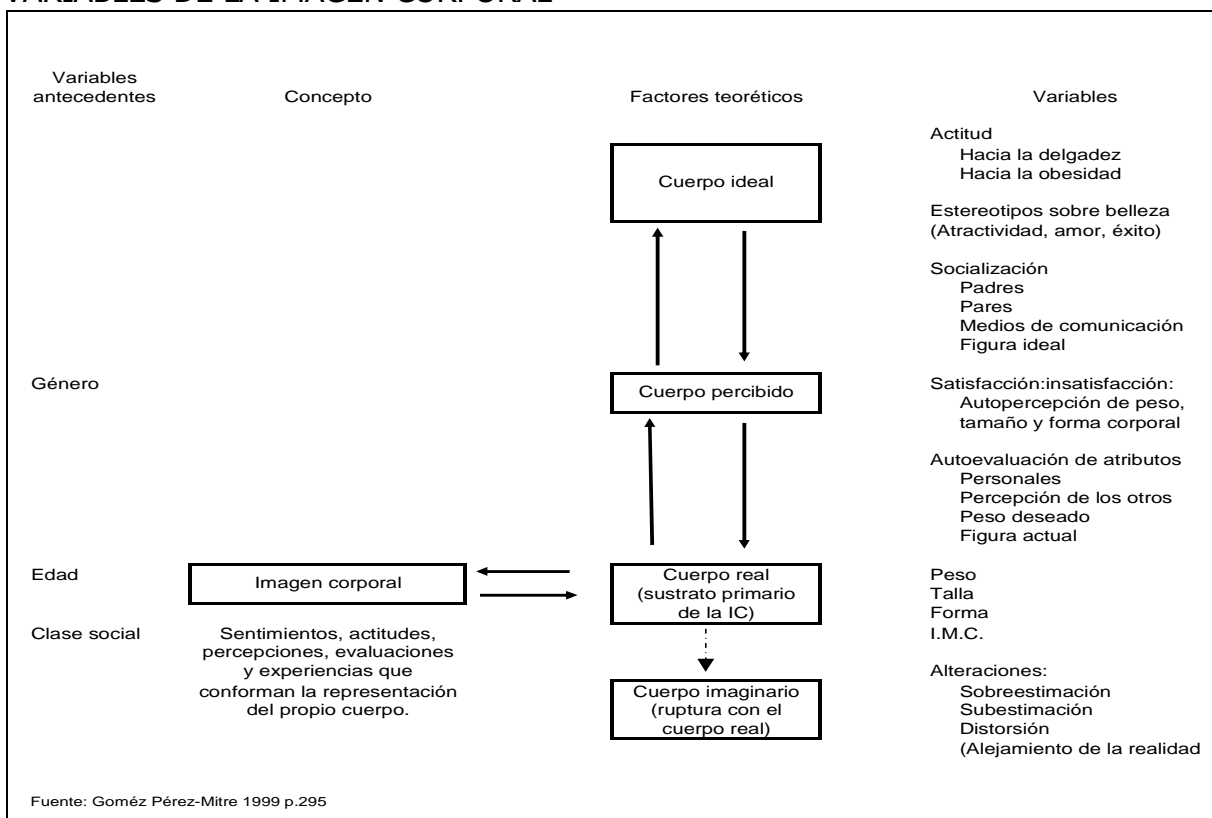 VARIABLES DE LA IMAGEN CORPORAL
Variables
antecedentes
Concepto
Factores teoréticos
Variables
Género
Edad
Clase social
Imagen corporal
Sentimientos, actitudes,
percepciones, evaluaciones
y experiencias que
conforman la representación
del propio cuerpo.
Cuerpo ideal
Cuerpo percibido
Cuerpo real
(sustrato primario
de la IC)
Cuerpo imaginario
(ruptura con el
cuerpo real)
Actitud
Hacia la delgadez
Hacia la obesidad
Estereotipos sobre belleza
(Atractividad, amor, éxito)
Socialización
Padres
Pares
Medios de comunicación
Figura ideal
Satisfacción:insatisfacción:
Autopercepción de peso,
tamaño y forma corporal
Autoevaluación de atributos
Personales
Percepción de los otros
Peso deseado
Figura actual
Peso
Talla
Forma
I.M.C.
Alteraciones:
Sobreestimación
Subestimación
Distorsión
(Alejamiento de la realidad
Fuente: Goméz Pérez-Mitre 1999 p.295